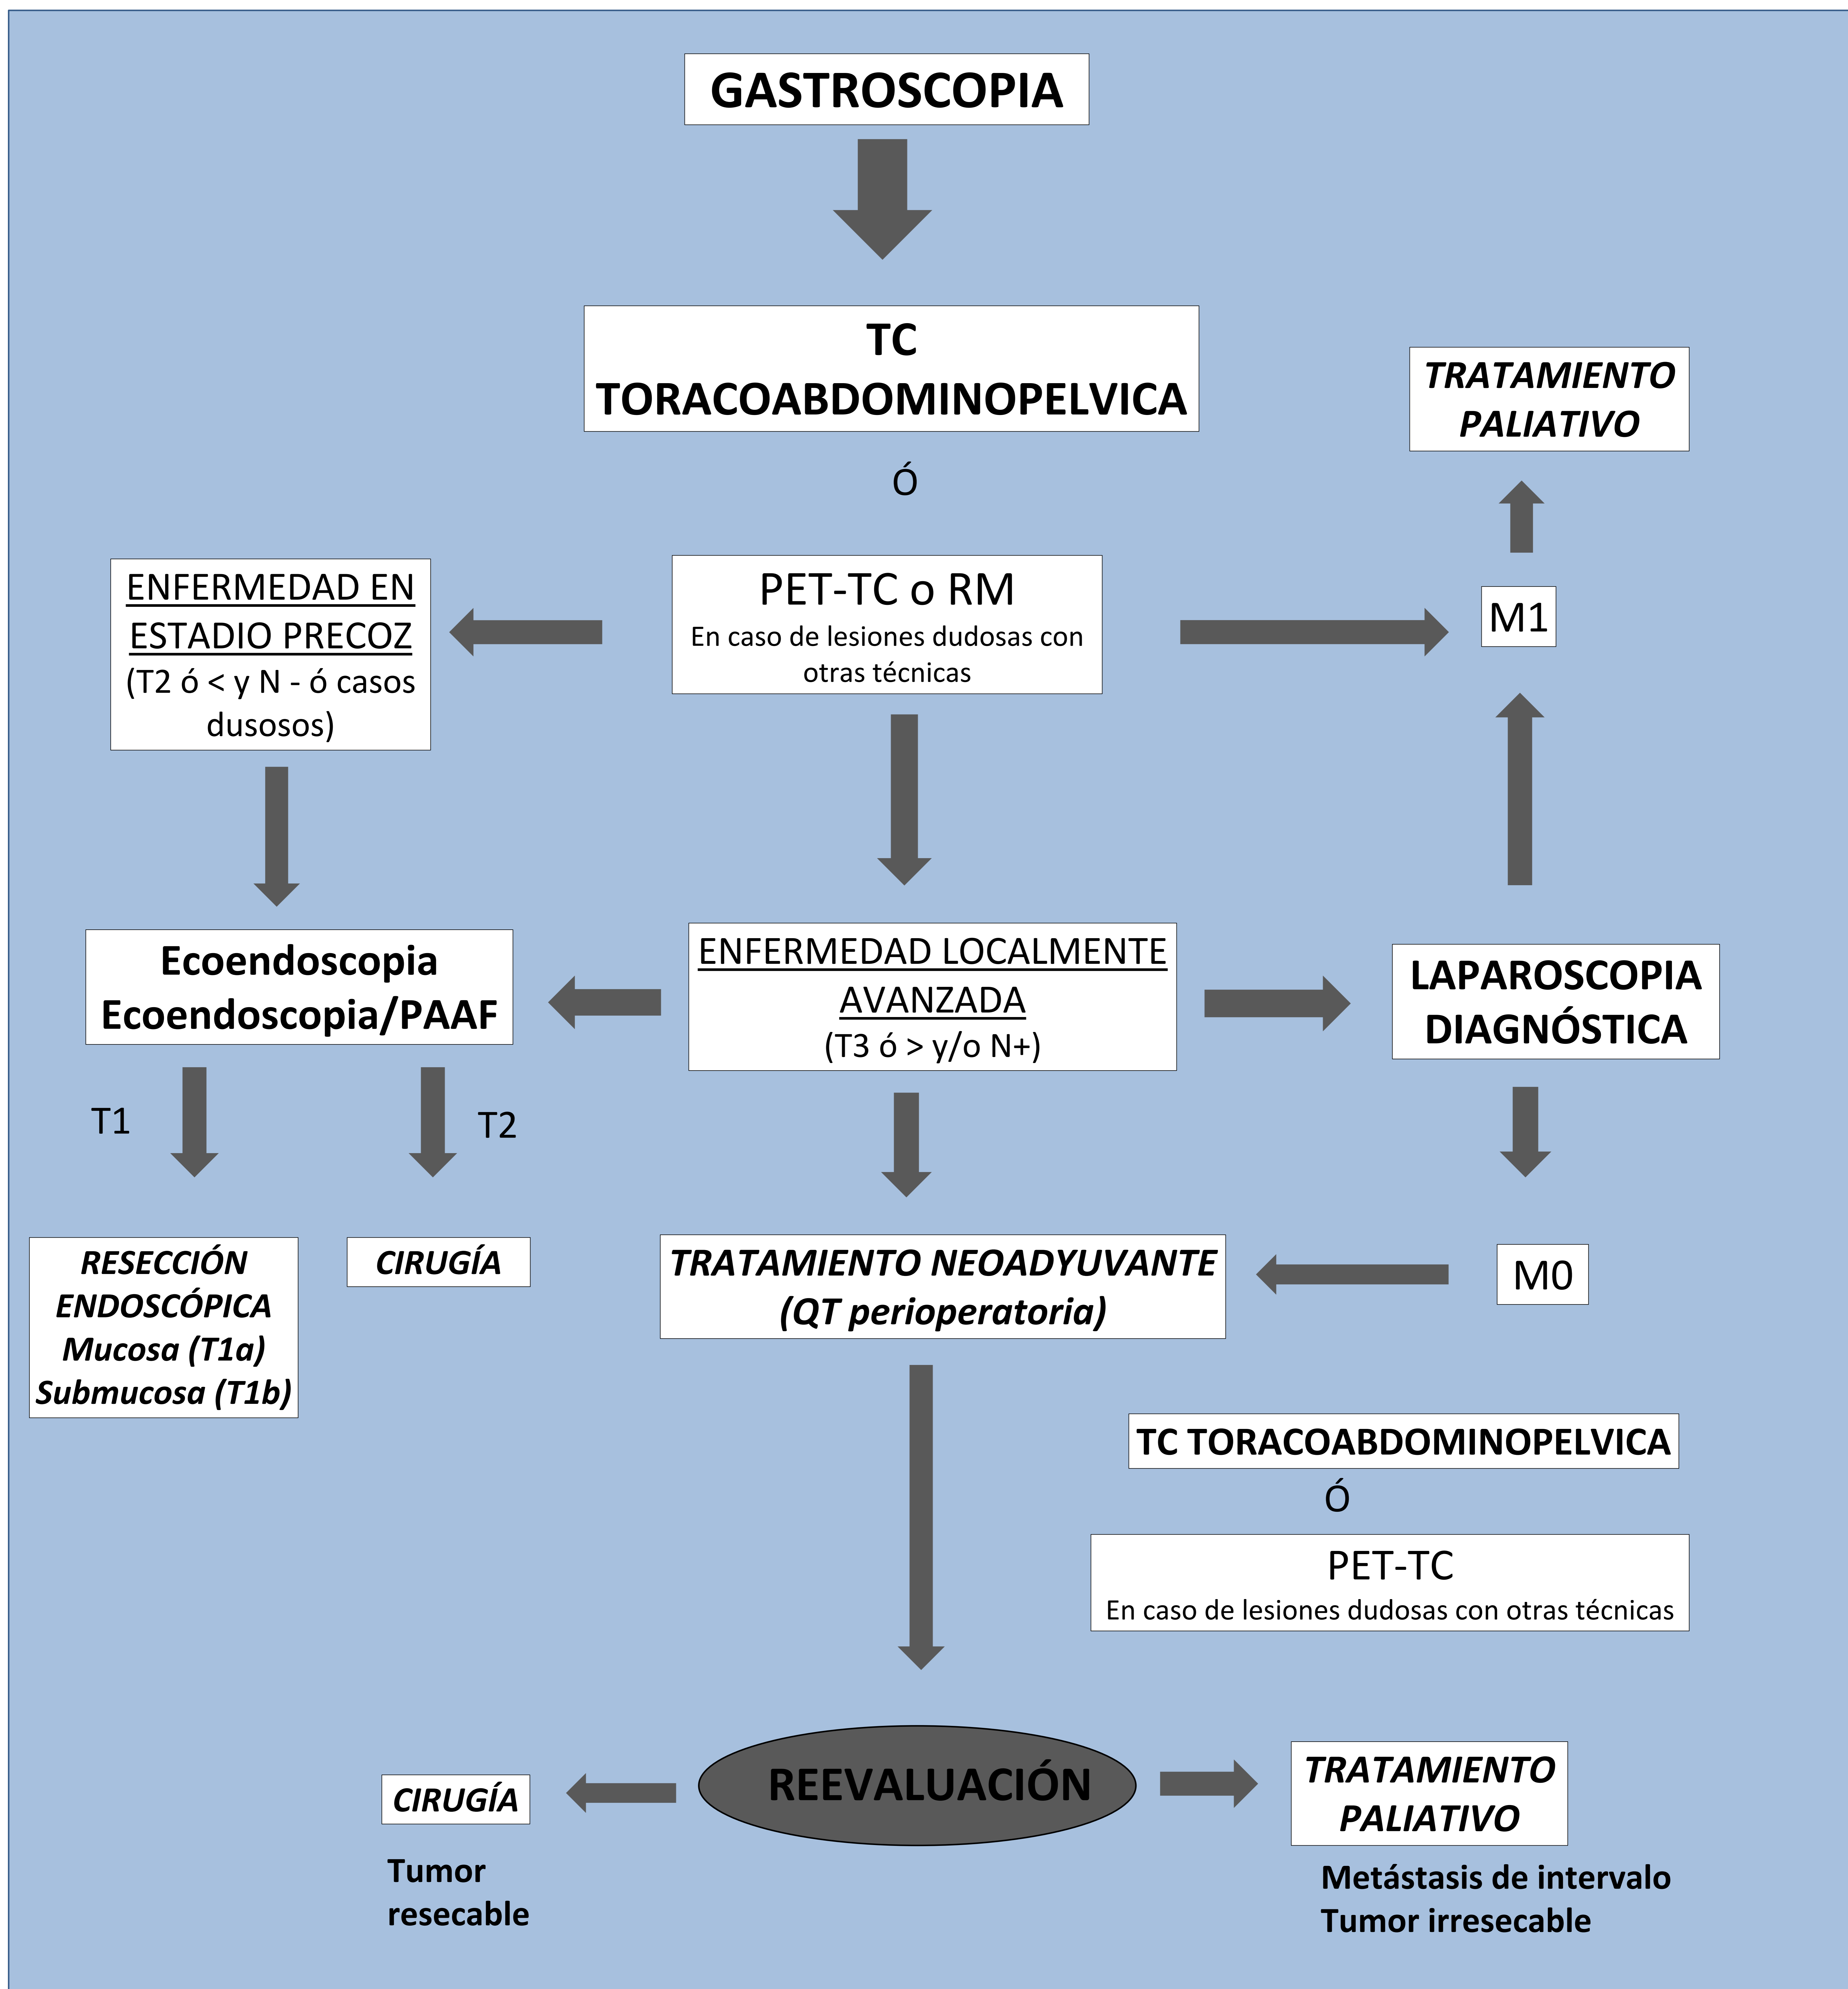 GASTROSCOPIA
TC
TORACOABDOMINOPELVICA
Ó
PET-TC o RM
En caso de lesiones dudosas con
otras técnicas
TRATAMIENTO
PALIATIVO
M1
ENFERMEDAD EN
ESTADIO PRECOZ
(T2 ó < y N - ó casos
dusosos)
Ecoendoscopia
Ecoendoscopia/PAAF
ENFERMEDAD LOCALMENTE
AVANZADA
(T3 ó > y/o N+)
LAPAROSCOPIA
DIAGNÓSTICA
T1
T2
RESECCIÓN
ENDOSCÓPICA
Mucosa (T1a)
Submucosa (T1b)
CIRUGÍA
TRATAMIENTO NEOADYUVANTE
(QT perioperatoria)
M0
TC TORACOABDOMINOPELVICA
Ó
PET-TC
En caso de lesiones dudosas con otras técnicas
REEVALUACIÓN
CIRUGÍA
Tumor
resecable
TRATAMIENTO
PALIATIVO
Metástasis de intervalo
Tumor irresecable